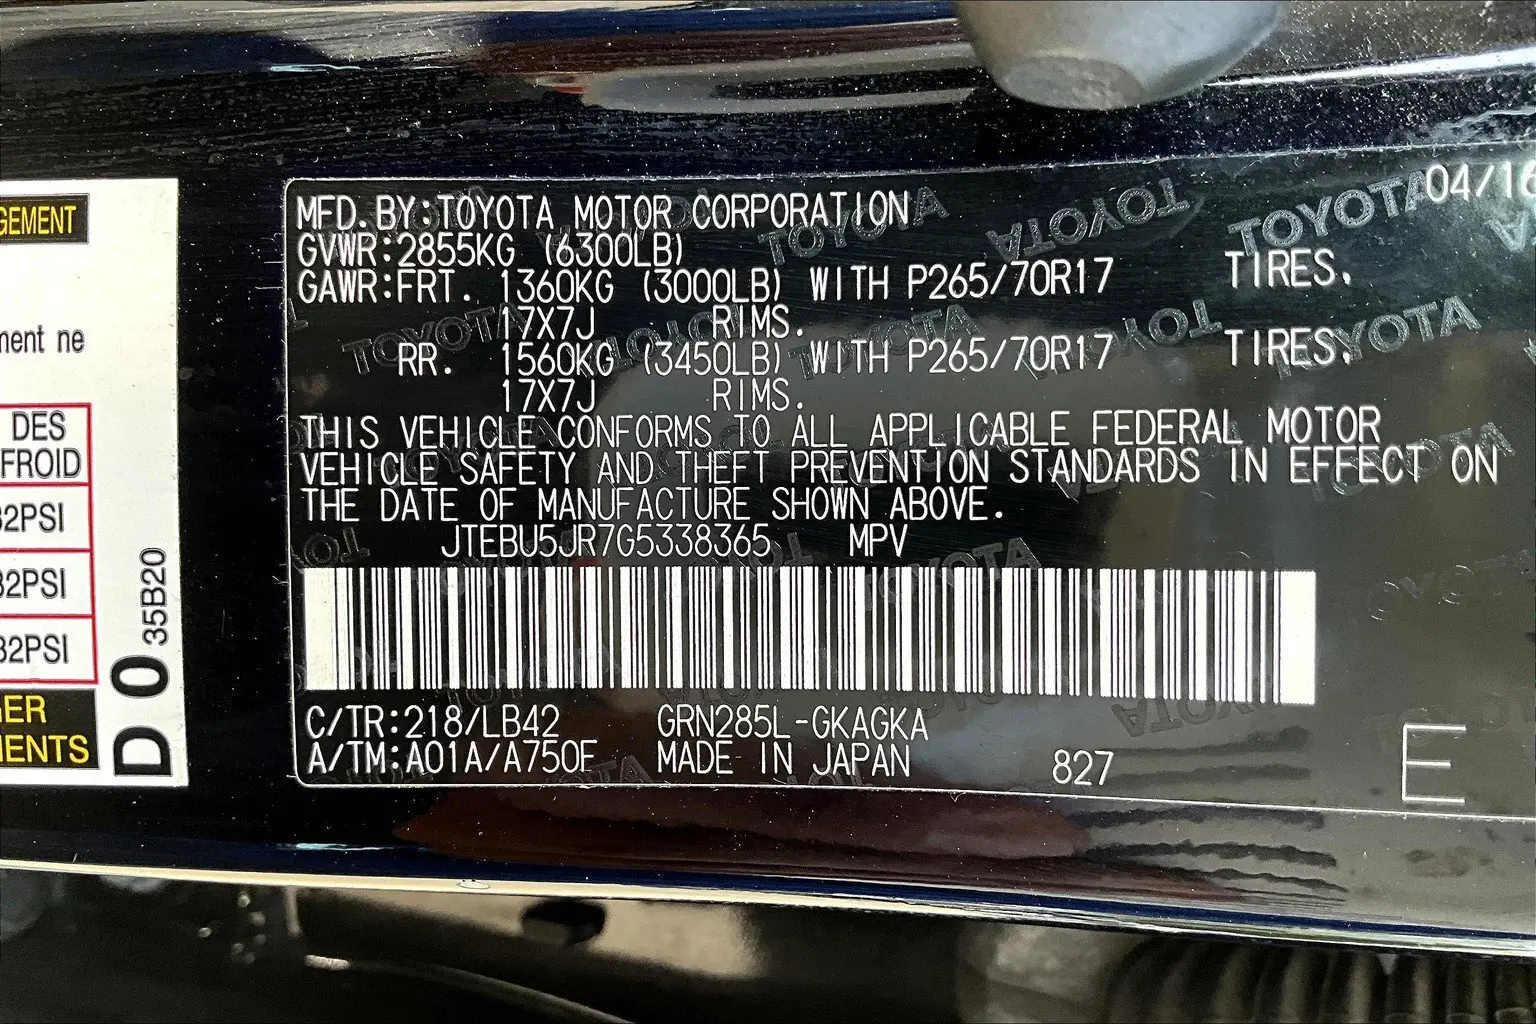 GEMENT
ment ne
DES
FROID
32PSI
32PSI
32PSI
GER
MENTS
D 0 35B20
04/16
MFD.BY:TOYOTA MOTOR CORPORATION
GVWR:2855KG (6300LB)
GAWR:FRT. 1360KG (3000LB) WITH P265/70R17 TIRES,
17X7J RIMS.
RR. 1560KG (3450LB) WITH P265/70R17 TIRES,
17X7J RIMS.
THIS VEHICLE CONFORMS TO ALL APPLICABLE FEDERAL MOTOR
VEHICLE SAFETY AND THEFT PREVENTION STANDARDS IN EFFECT ON
THE DATE OF MANUFACTURE SHOWN ABOVE.
JTEBU5JR7G5338365 MPV
C/TR:218/LB42 GRN285L-GKAGKA
A/TM:A01A/A750F MADE IN JAPAN 827
E